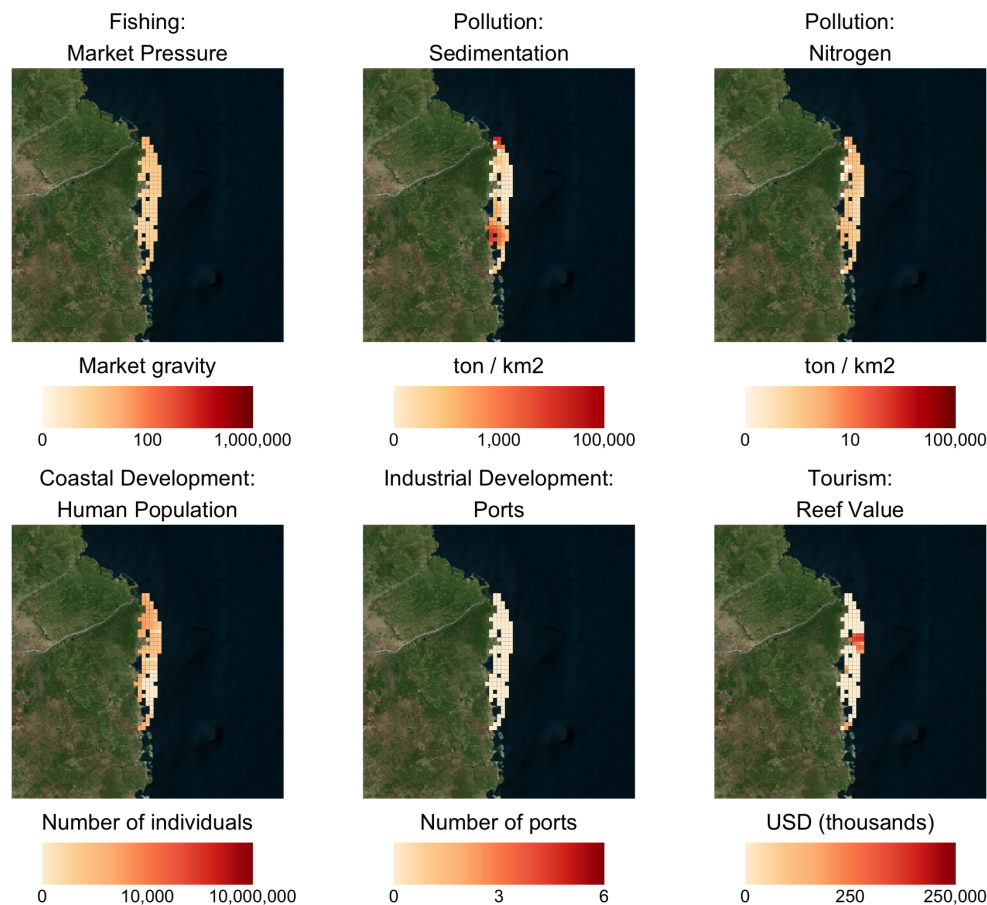 Fishing:
Market Pressure
Pollution:
Sedimentation
Pollution:
Nitrogen
Market gravity
0 100 1,000,000
ton / km2
0 1,000 100,000
ton / km2
0 10 100,000
Coastal Development:
Human Population
Industrial Development:
Ports
Tourism:
Reef Value
Number of individuals
0 10,000 10,000,000
Number of ports
0 3 6
USD (thousands)
0 250 250,000